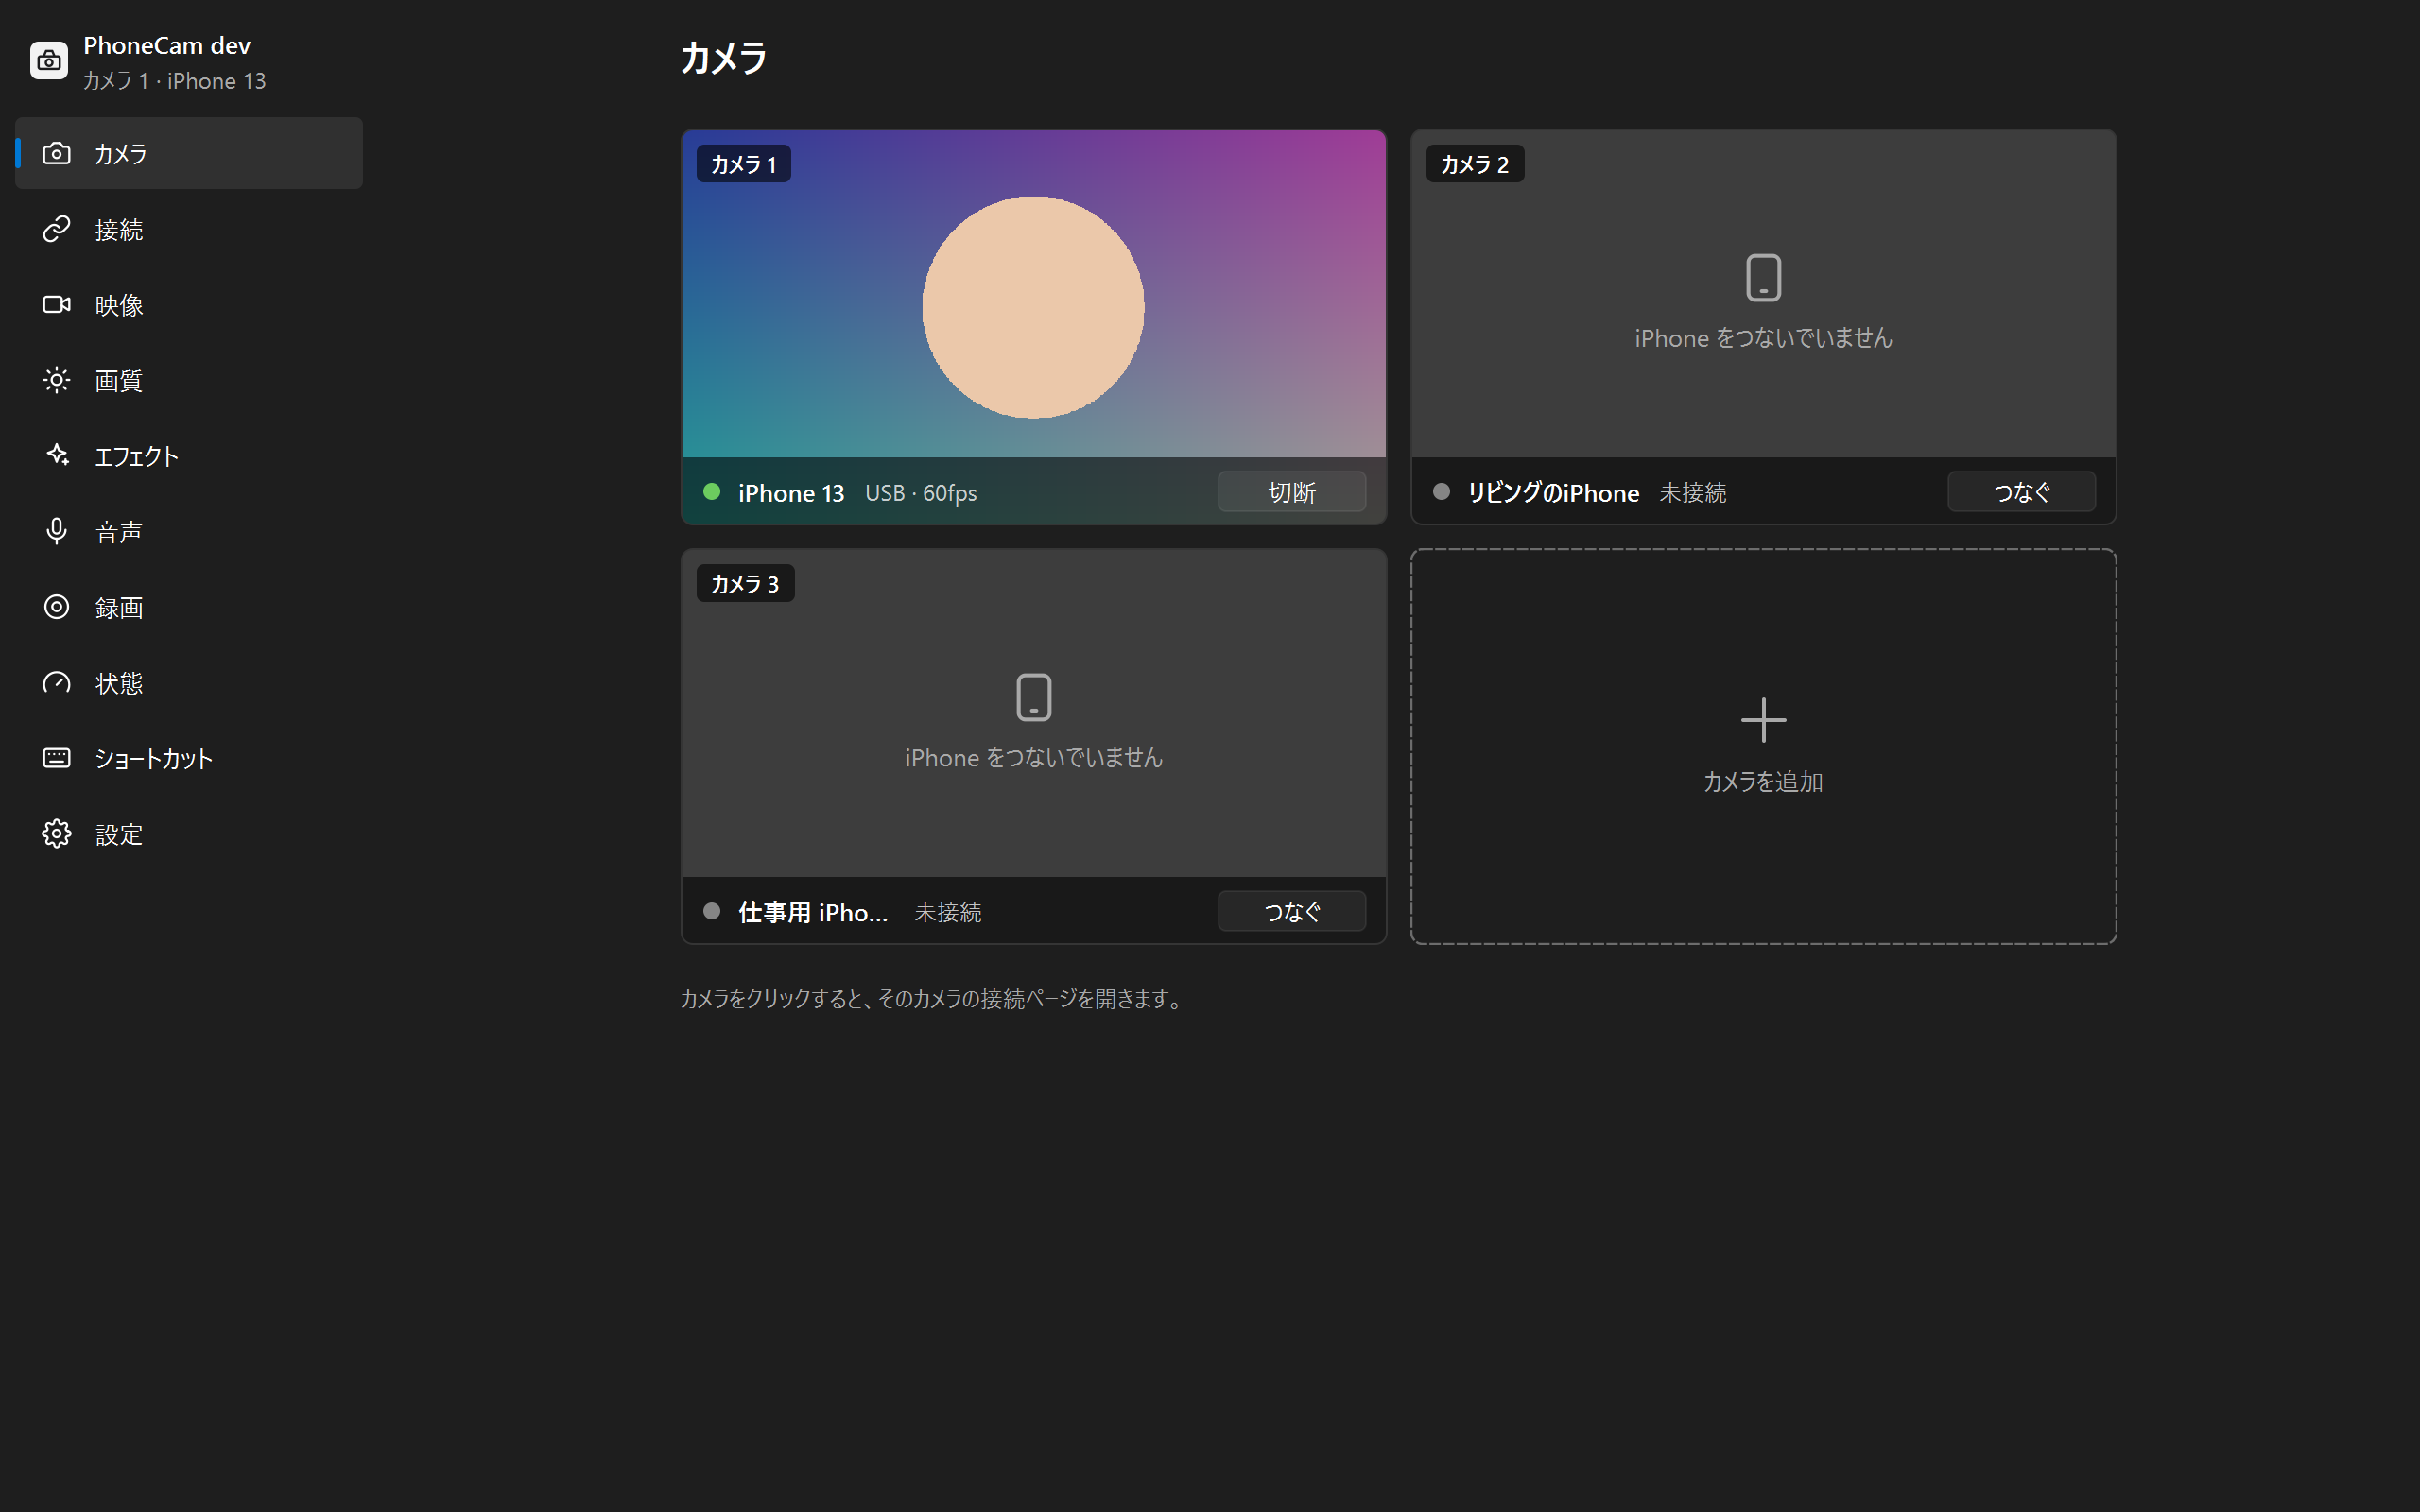 PhoneCam dev
カメラ 1 · iPhone 13
カメラ
接続
映像
画質
エフェクト
音声
録画
状態
ショートカット
設定
カメラ
カメラ 1
iPhone 13 USB · 60fps 切断
カメラ 2
iPhone をつないでいません
リビングのiPhone 未接続 つなぐ
カメラ 3
iPhone をつないでいません
仕事用 iPho... 未接続 つなぐ
カメラを追加
カメラをクリックすると、そのカメラの接続ページを開きます。